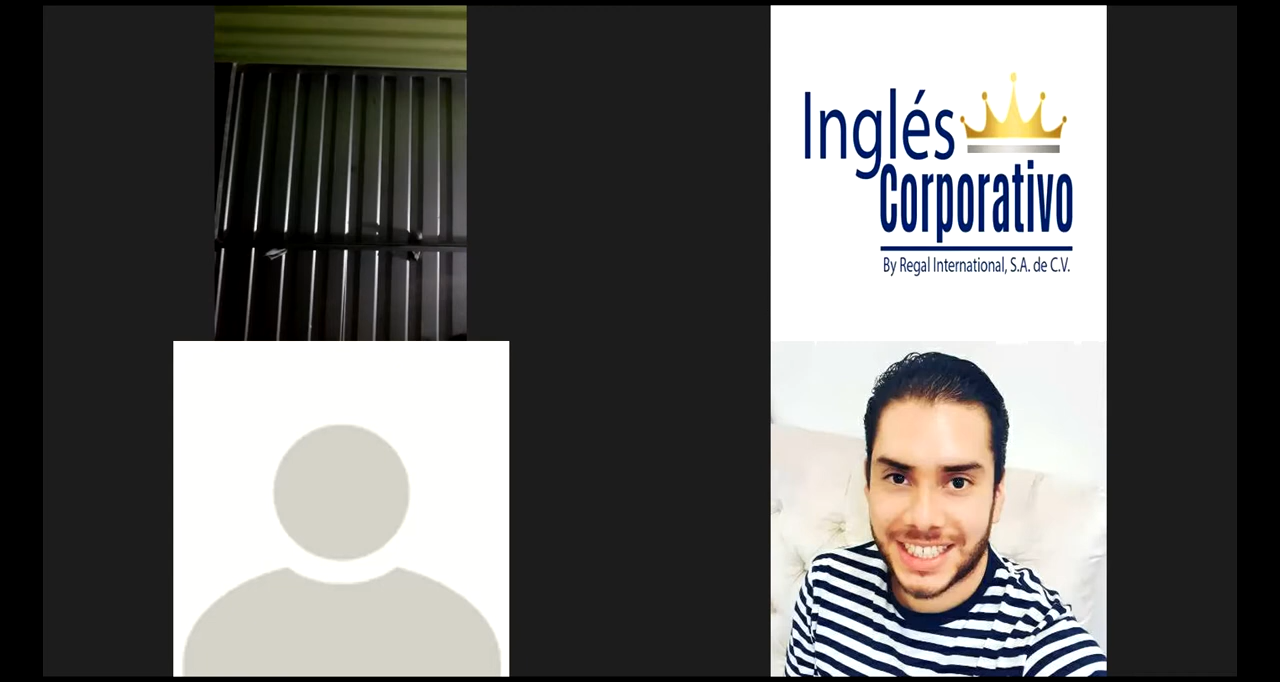 Inglés
Corporativo
By Regal International, S.A. de C.V.